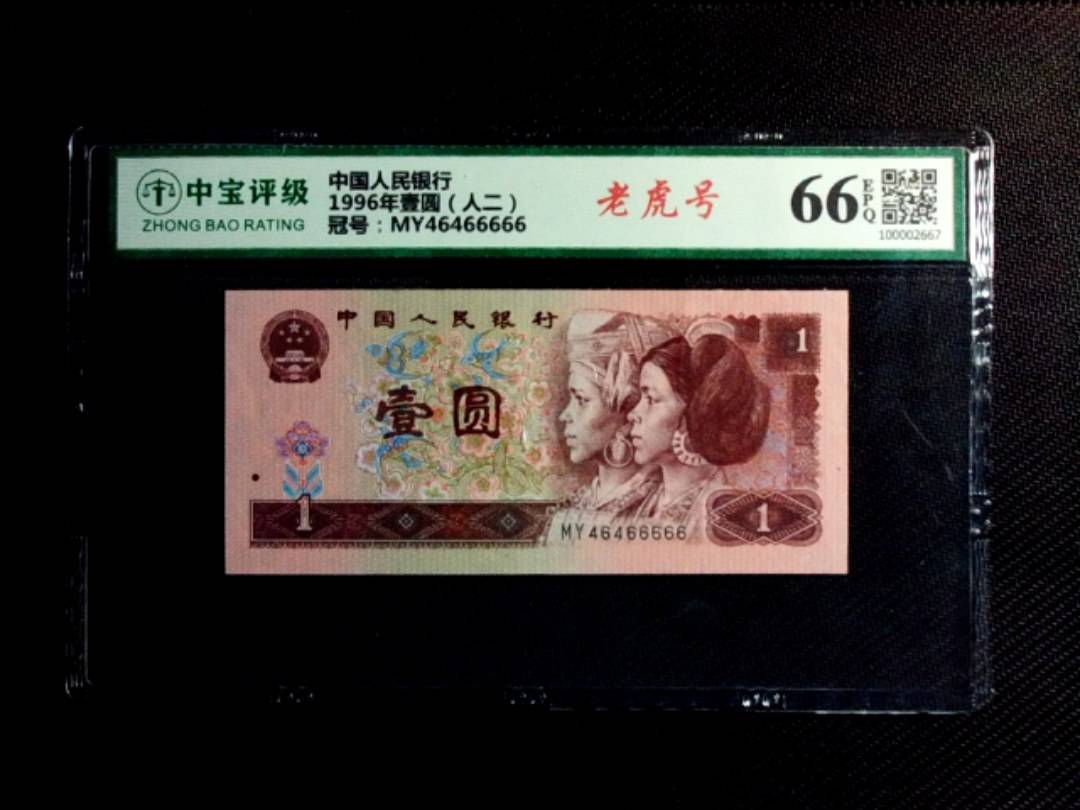 中宝评级
ZHONG BAO RATING
中国人民银行
1996年壹圆（人二）
冠号：MY46466666
老虎号
66
EPQ
100002667
中国人民银行
1
壹圆
1
MY46466666
1